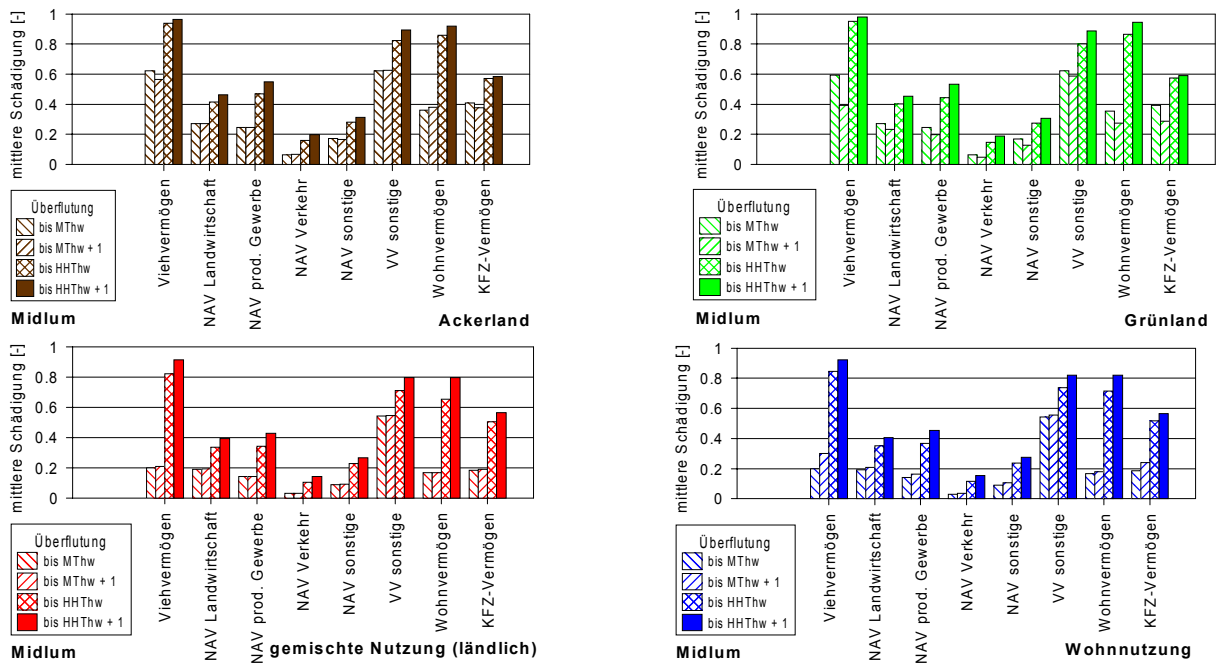 mittlere Schädigung [-]
1
0.8
0.6
0.4
0.2
0
Viehvermögen
NAV Landwirtschaft
NAV prod. Gewerbe
NAV Verkehr
NAV sonstige
VV sonstige
Wohnvermögen
KFZ-Vermögen
Überflutung
bis MThw
bis MThw + 1
bis HHThw
bis HHThw + 1
Midlum
Ackerland
mittlere Schädigung [-]
1
0.8
0.6
0.4
0.2
0
Viehvermögen
NAV Landwirtschaft
NAV prod. Gewerbe
NAV Verkehr
NAV sonstige
VV sonstige
Wohnvermögen
KFZ-Vermögen
Überflutung
bis MThw
bis MThw + 1
bis HHThw
bis HHThw + 1
Midlum
Grünland
mittlere Schädigung [-]
1
0.8
0.6
0.4
0.2
0
Viehvermögen
NAV Landwirtschaft
NAV prod. Gewerbe
NAV Verkehr
NAV sonstige
VV sonstige
Wohnvermögen
KFZ-Vermögen
Überflutung
bis MThw
bis MThw + 1
bis HHThw
bis HHThw + 1
Midlum
gemischte Nutzung (ländlich)
mittlere Schädigung [-]
1
0.8
0.6
0.4
0.2
0
Viehvermögen
NAV Landwirtschaft
NAV prod. Gewerbe
NAV Verkehr
NAV sonstige
VV sonstige
Wohnvermögen
KFZ-Vermögen
Überflutung
bis MThw
bis MThw + 1
bis HHThw
bis HHThw + 1
Midlum
Wohnnutzung